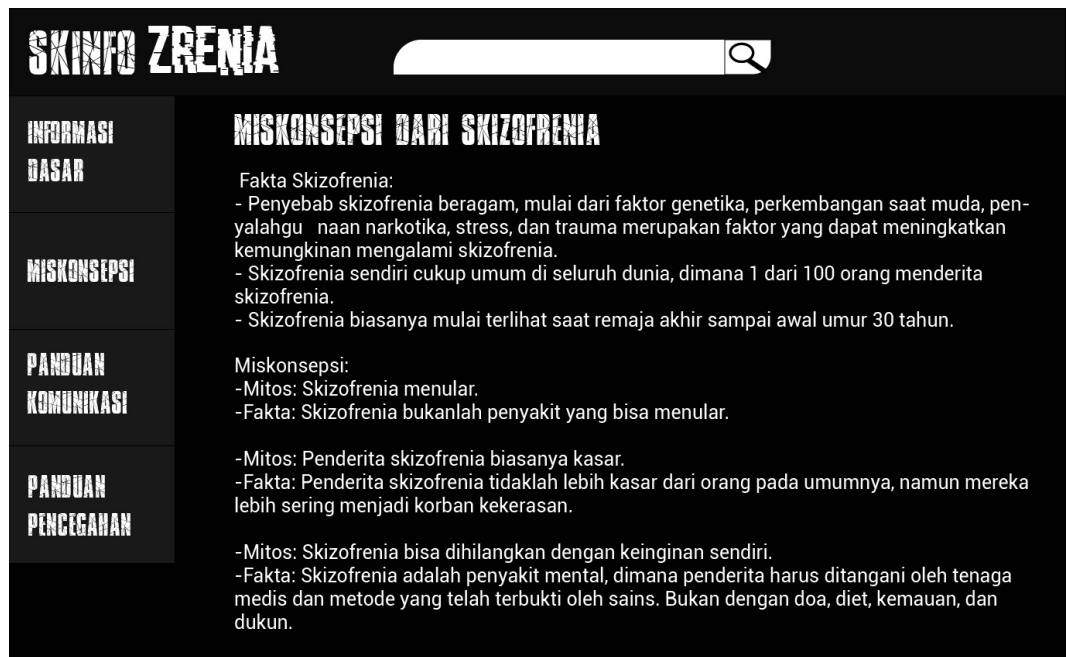 SKINFO ZRENIA
INFORMASI
DASAR
MISKONSEPSI
PANDUAN
KOMUNIKASI
PANDUAN
PENCEGAHAN
MISKONSEPSI DARI SKIZOFRENIA
Fakta Skizofrenia:
- Penyebab skizofrenia beragam, mulai dari faktor genetika, perkembangan saat muda, pen-
yalahgu naan narkotika, stress, dan trauma merupakan faktor yang dapat meningkatkan
kemungkinan mengalami skizofrenia.
- Skizofrenia sendiri cukup umum di seluruh dunia, dimana 1 dari 100 orang menderita
skizofrenia.
- Skizofrenia biasanya mulai terlihat saat remaja akhir sampai awal umur 30 tahun.
Miskonsepsi:
-Mitos: Skizofrenia menular.
-Fakta: Skizofrenia bukanlah penyakit yang bisa menular.
-Mitos: Penderita skizofrenia biasanya kasar.
-Fakta: Penderita skizofrenia tidaklah lebih kasar dari orang pada umumnya, namun mereka
lebih sering menjadi korban kekerasan.
-Mitos: Skizofrenia bisa dihilangkan dengan keinginan sendiri.
-Fakta: Skizofrenia adalah penyakit mental, dimana penderita harus ditangani oleh tenaga
medis dan metode yang telah terbukti oleh sains. Bukan dengan doa, diet, kemauan, dan
dukun.